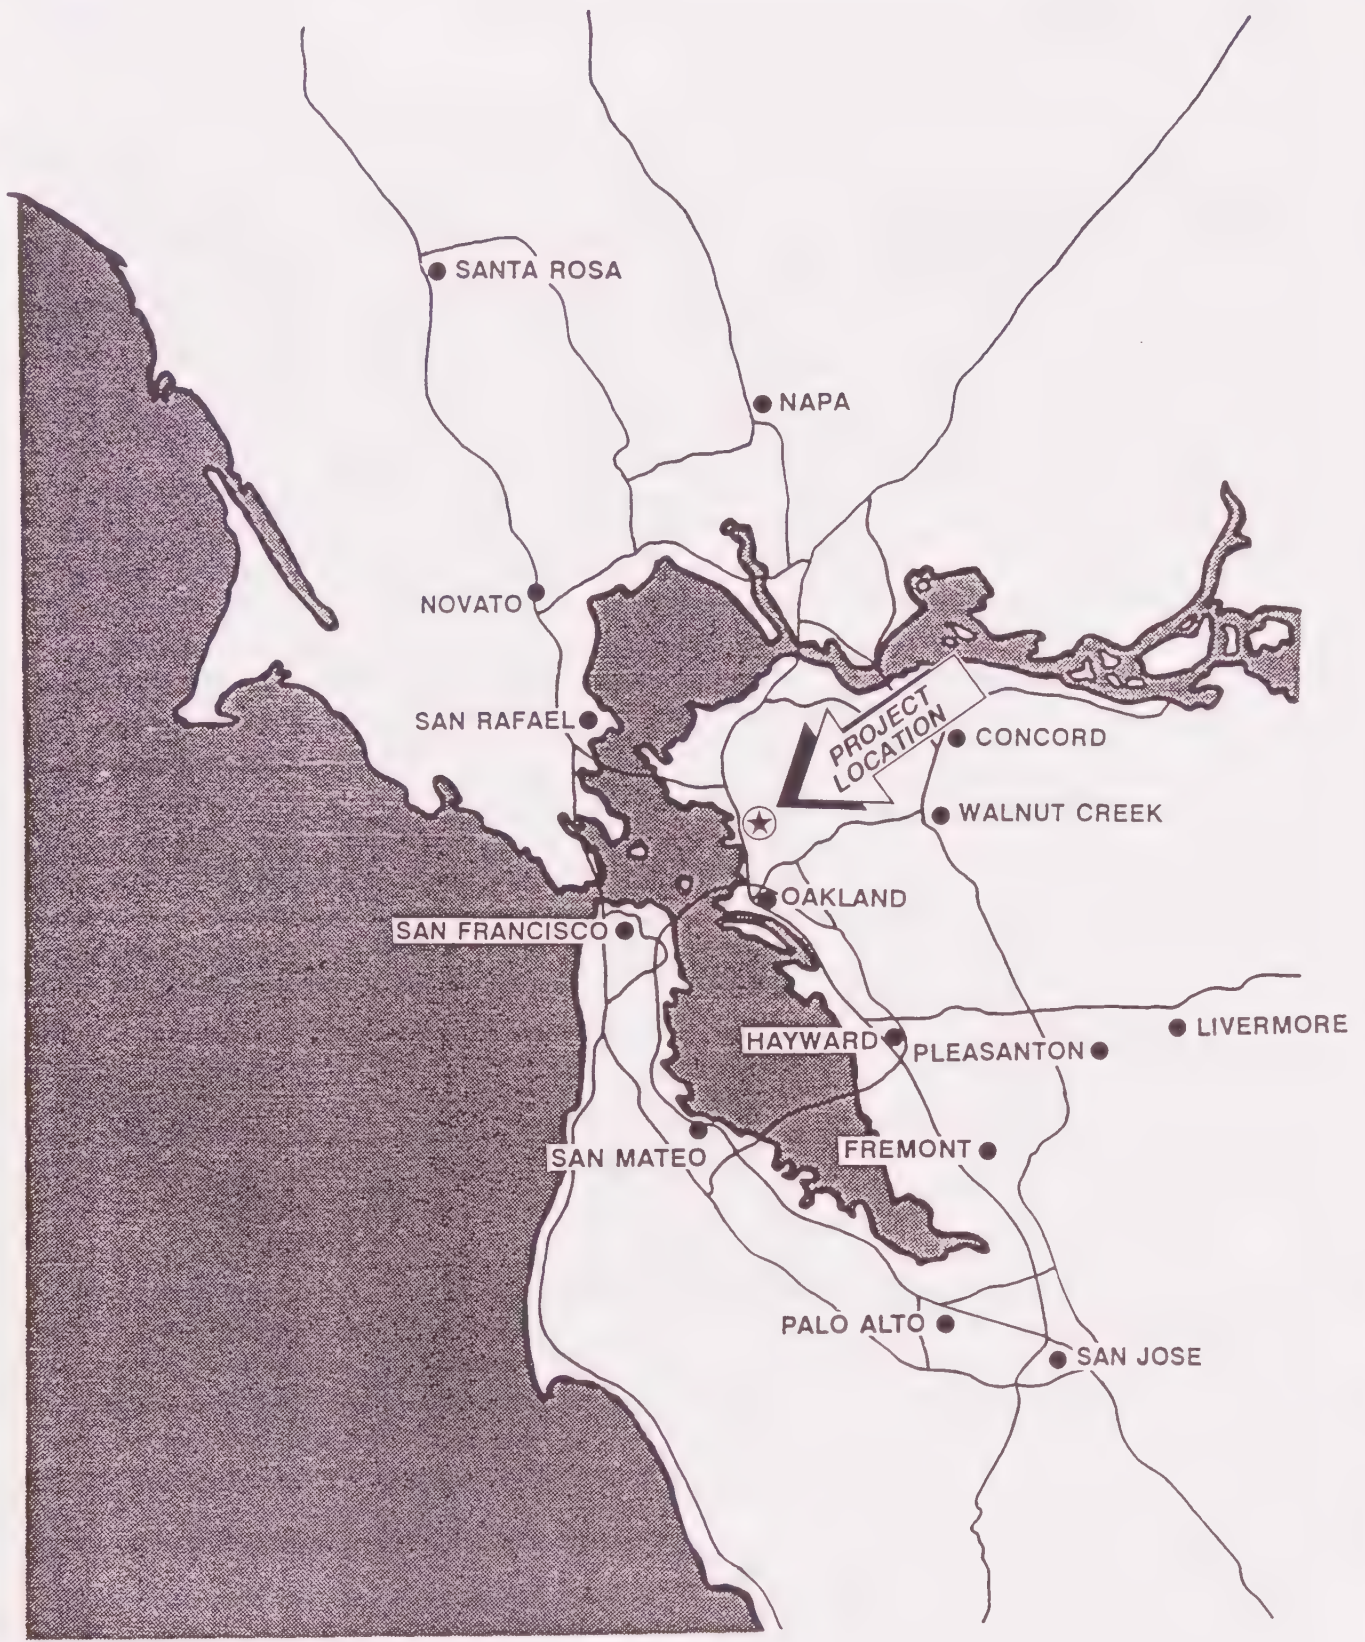 SANTA ROSA
NAPA
NOVATO
SAN RAFAEL
PROJECT
LOCATION
CONCORD
WALNUT CREEK
OAKLAND
SAN FRANCISCO
LIVERMORE
HAYWARD
PLEASANTON
FREMONT
SAN MATEO
PALO ALTO
SAN JOSE